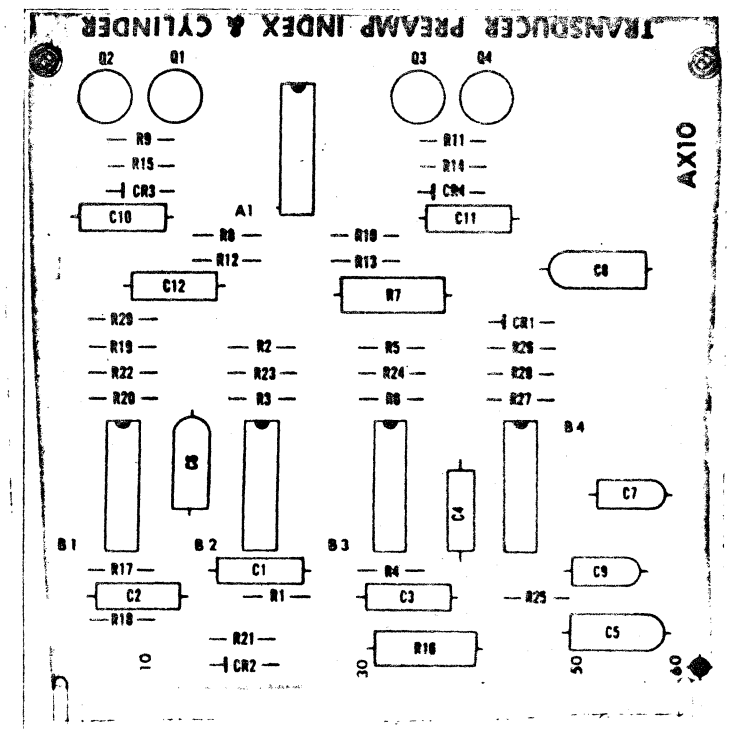 TRANSDUCER PREAMP INDEX & CYLINDER
Q2 Q1 Q3 Q4
AX10
R9 R11
R15 R14
CR3 CR4
C10 A1 C11
R8 R10
R12 R13
C12 R7 C8
R29 CR1
R19 R2 R5 R26
R22 R23 R24 R28
R20 R3 R6 R27
B4
C4 C7
B1 B2 B3
R17 C1 R4 C9
C2 R1 C3 R25
R18 C5
R21 R16
CR2
10 30 50 60